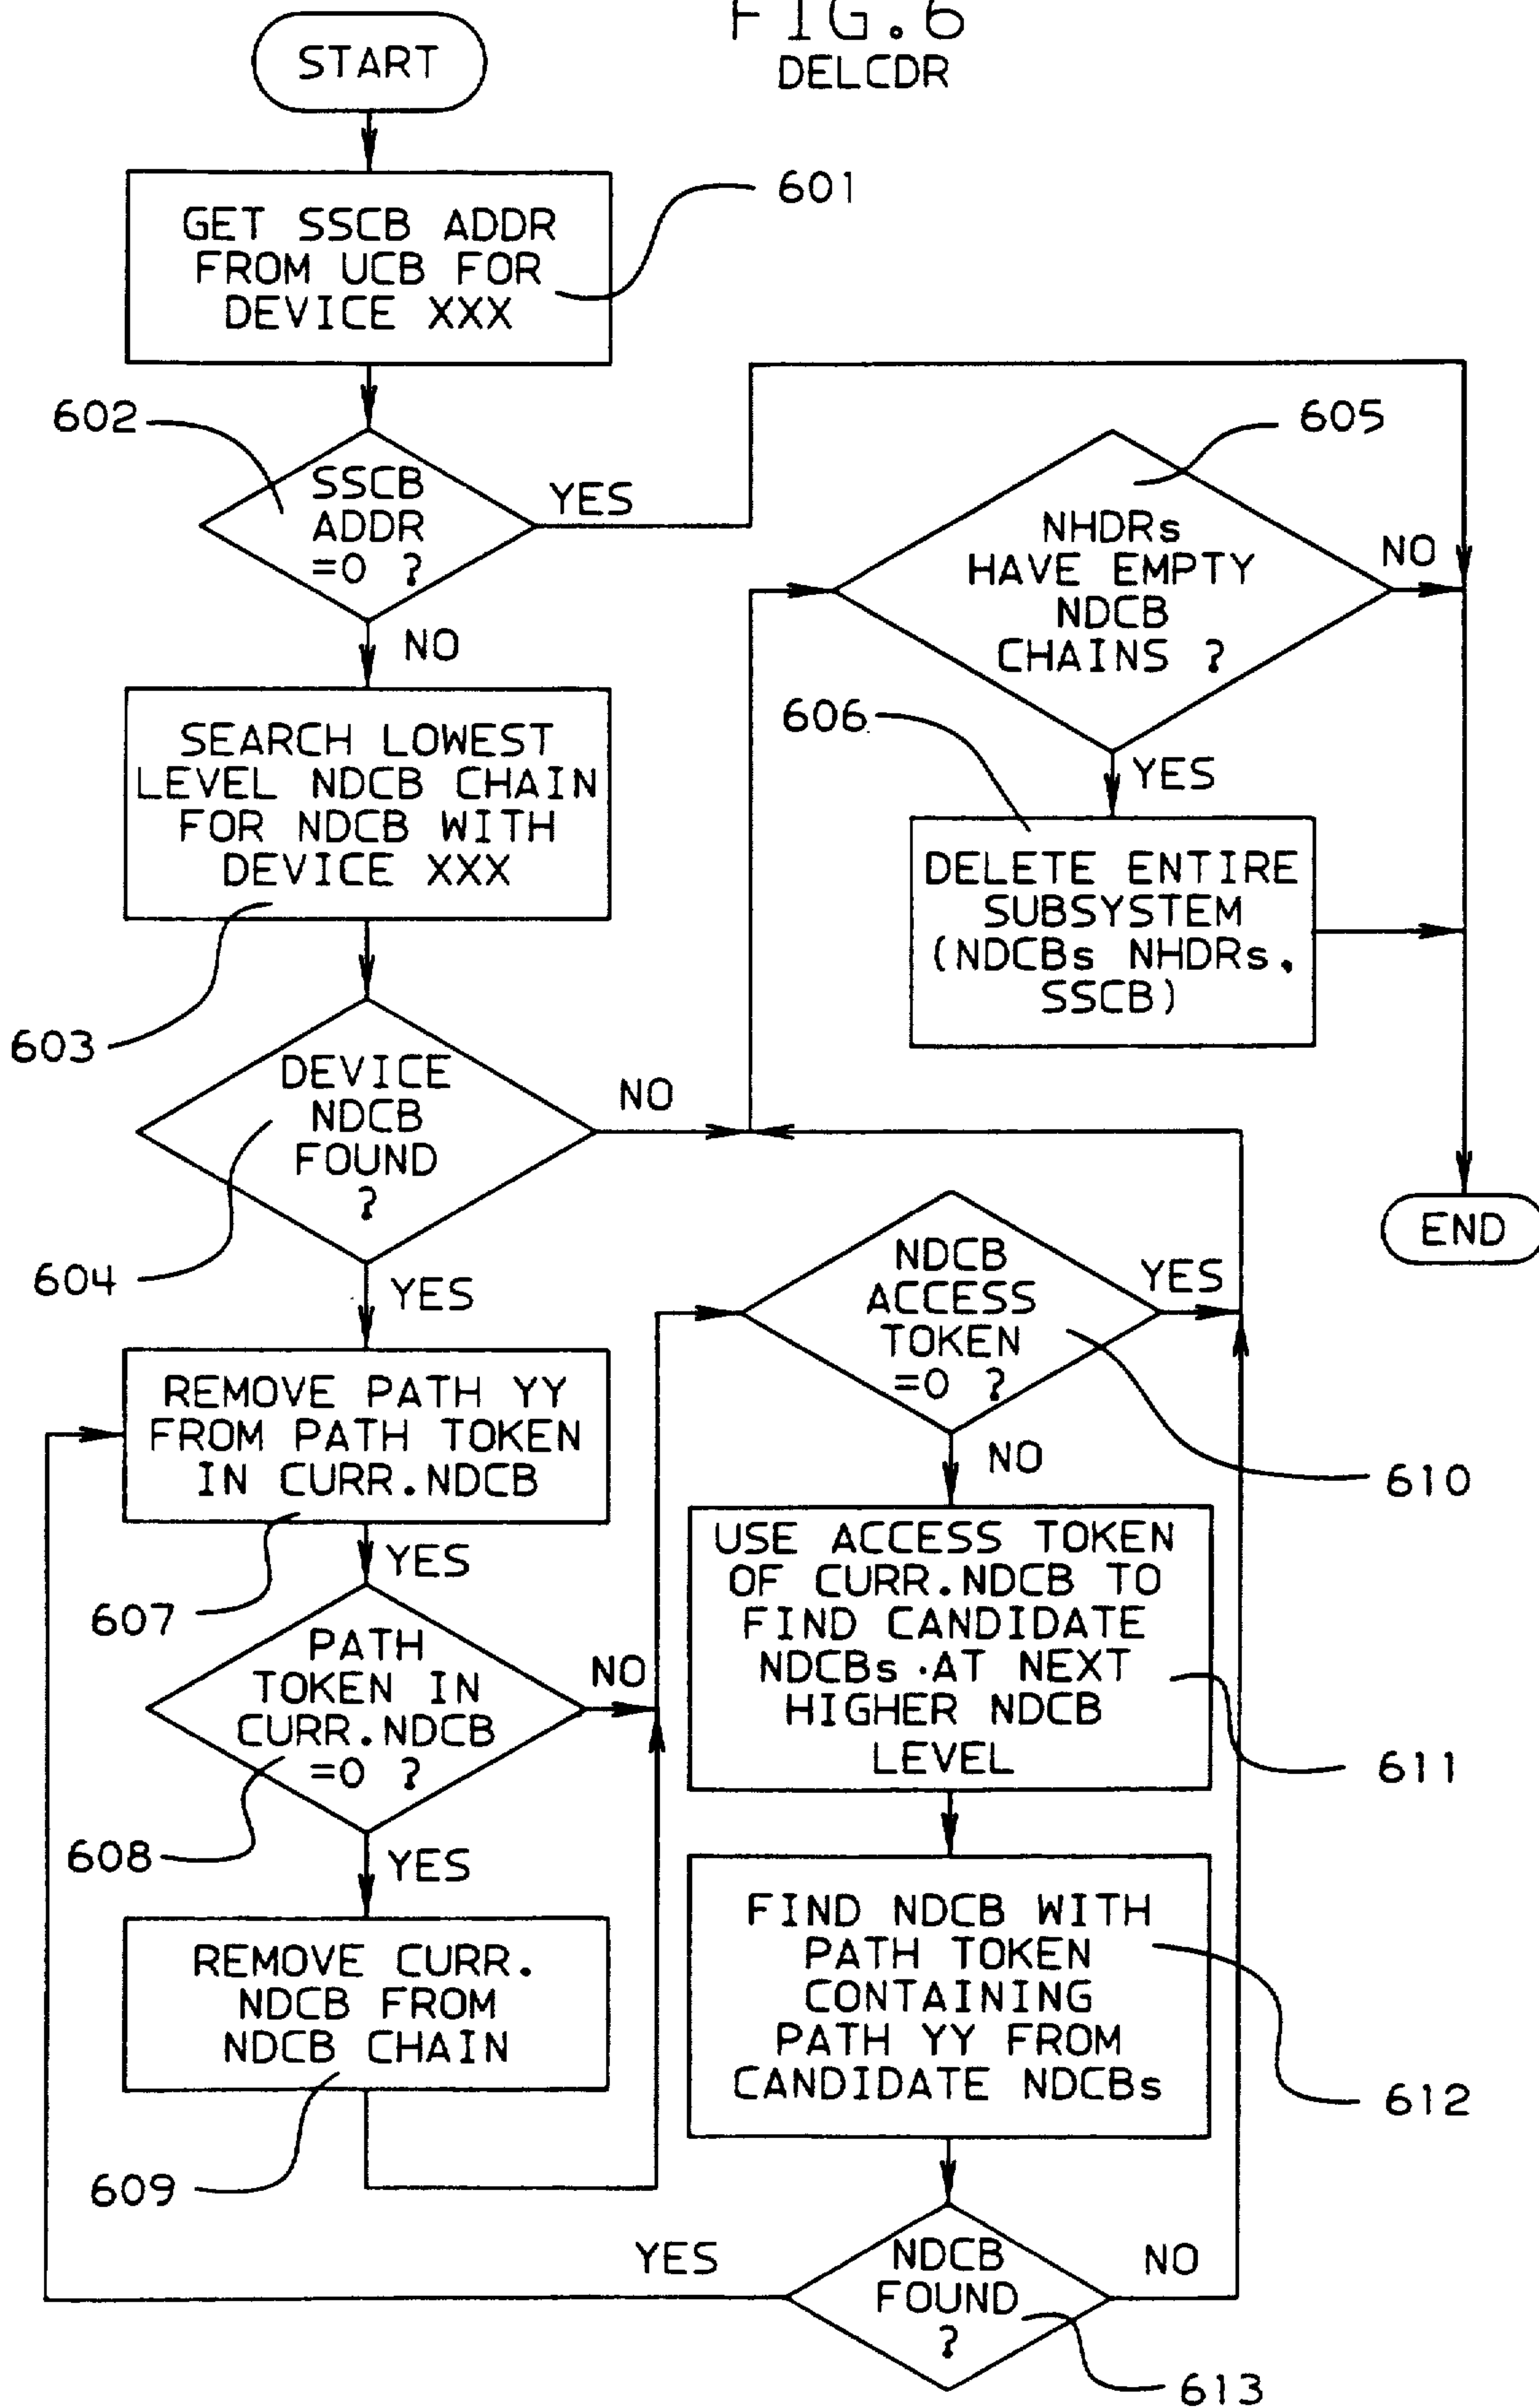 FIG.6
DELCDR
START
601
GET SSCB ADDR
FROM UCB FOR
DEVICE XXX
602
SSCB
ADDR
=0 ?
YES
NO
605
NHDRs
HAVE EMPTY
NDCB
CHAINS ?
NO
YES
606
DELETE ENTIRE
SUBSYSTEM
(NDCBs NHDRs.
SSCB)
END
SEARCH LOWEST
LEVEL NDCB CHAIN
FOR NDCB WITH
DEVICE XXX
603
DEVICE
NDCB
FOUND
?
NO
604
YES
REMOVE PATH YY
FROM PATH TOKEN
IN CURR.NDCB
607
YES
PATH
TOKEN IN
CURR.NDCB
=0 ?
NO
608
YES
REMOVE CURR.
NDCB FROM
NDCB CHAIN
609
NDCB
ACCESS
TOKEN
=0 ?
YES
610
NO
USE ACCESS TOKEN
OF CURR.NDCB TO
FIND CANDIDATE
NDCBs .AT NEXT
HIGHER NDCB
LEVEL
611
FIND NDCB WITH
PATH TOKEN
CONTAINING
PATH YY FROM
CANDIDATE NDCBs
612
NDCB
FOUND
?
YES
NO
613